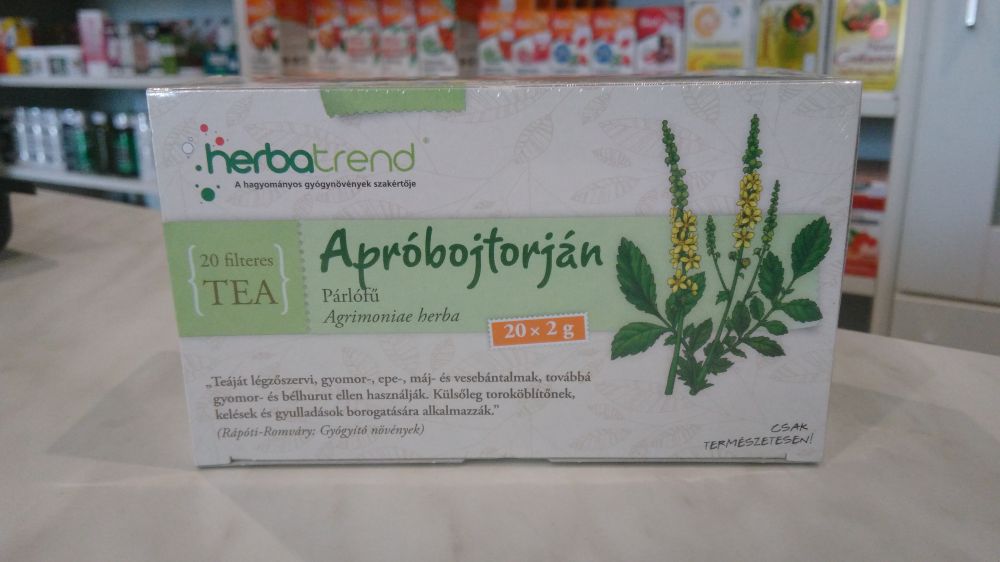 herbatrend®
A hagyományos gyógynövények szakértője
20 filteres
TEA
Apróbojtorján
Párlófű
Agrimoniae herba
20 × 2 g
„Teáját légzőszervi, gyomor-, epe-, máj- és vesebántalmak, továbbá
gyomor- és bélhurut ellen használják. Külsőleg toroköblítőnek,
kelések és gyulladások borogatására alkalmazzák.”
(Rápóti-Romváry: Gyógyító növények)
CSAK
TERMÉSZETESEN!